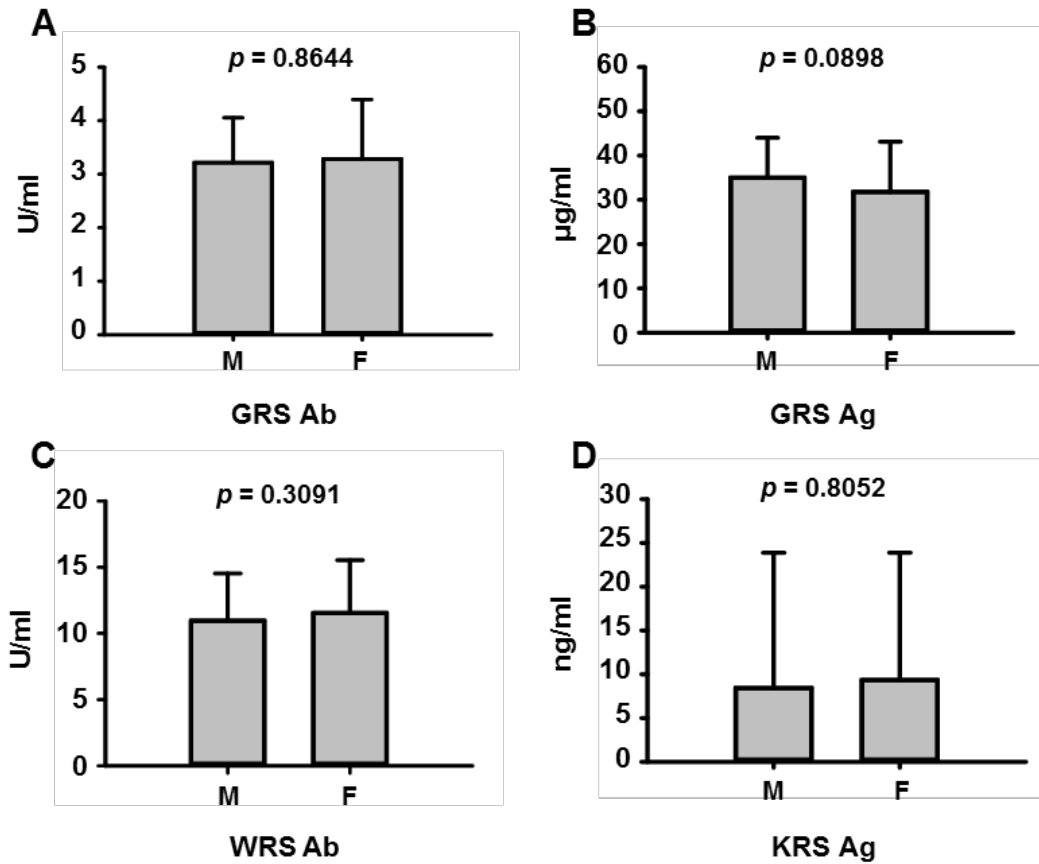 A
p = 0.8644
5
4
3
2
1
0
U/ml
M F
GRS Ab
B
p = 0.0898
60
50
40
30
20
10
0
µg/ml
M F
GRS Ag
C
p = 0.3091
20
15
10
5
0
U/ml
M F
WRS Ab
D
p = 0.8052
30
25
20
15
10
5
0
ng/ml
M F
KRS Ag